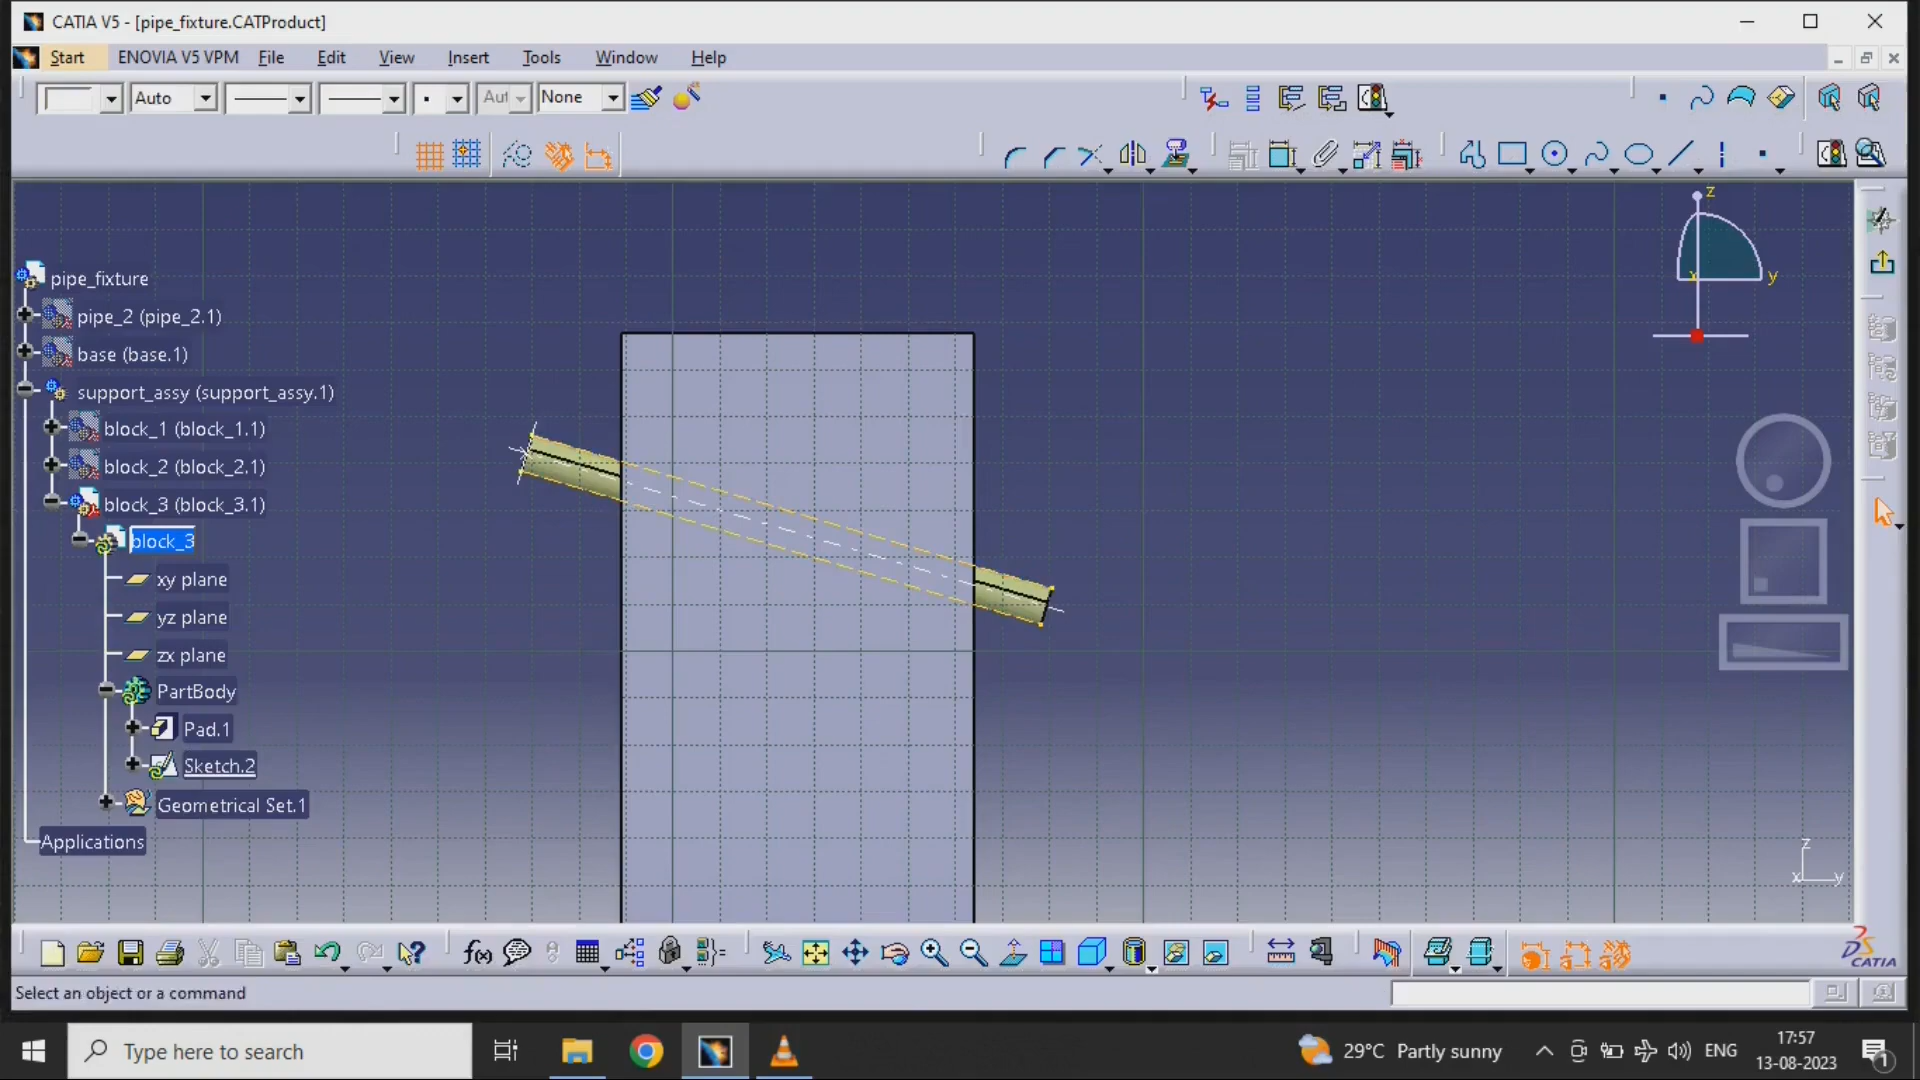 CATIA V5 - [pipe_fixture.CATProduct]
Start ENOVIA V5 VPM File Edit View Insert Tools Window Help
Auto Aut None
z
x y
pipe_fixture
pipe_2 (pipe_2.1)
base (base.1)
support_assy (support_assy.1)
block_1 (block_1.1)
block_2 (block_2.1)
block_3 (block_3.1)
block_3
xy plane
yz plane
zx plane
PartBody
Pad.1
Sketch.2
Geometrical Set.1
Applications
z
x y
f(x)
CATIA
Select an object or a command
Type here to search
29°C Partly sunny
ENG
17:57
13-08-2023
1